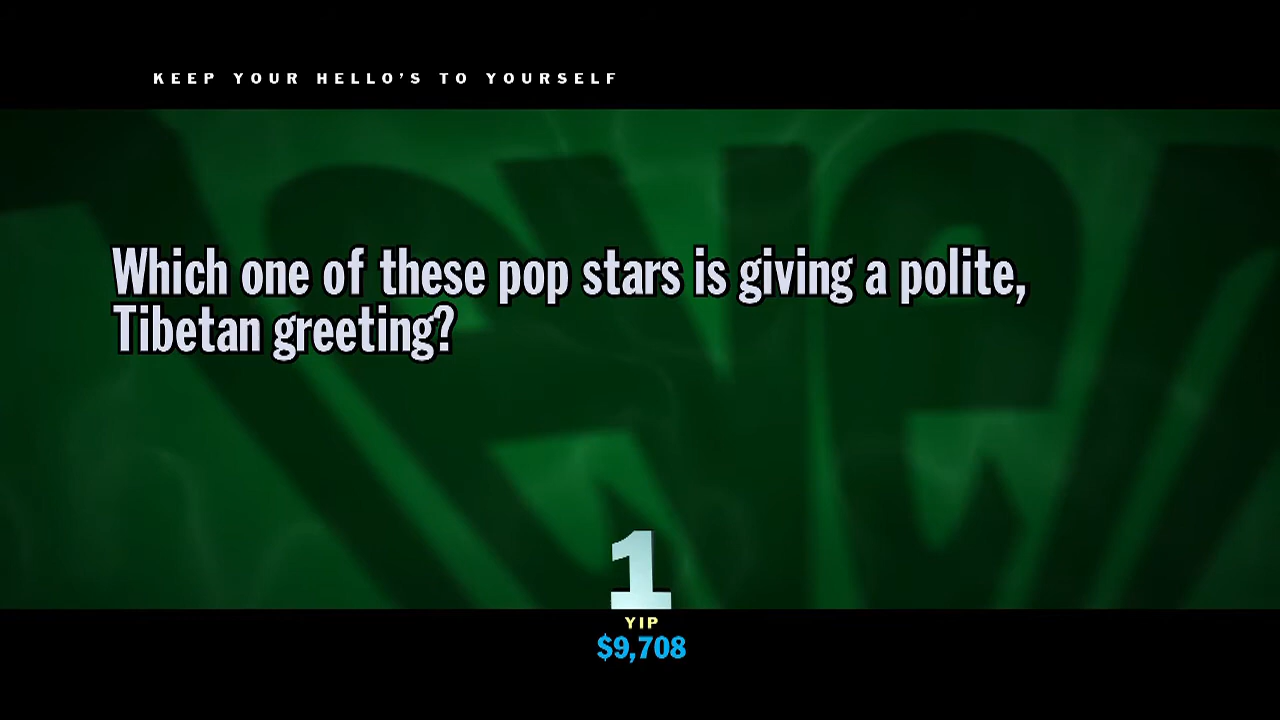 KEEP YOUR HELLO'S TO YOURSELF
Which one of these pop stars is giving a polite,
Tibetan greeting?
1
YIP
$9,708